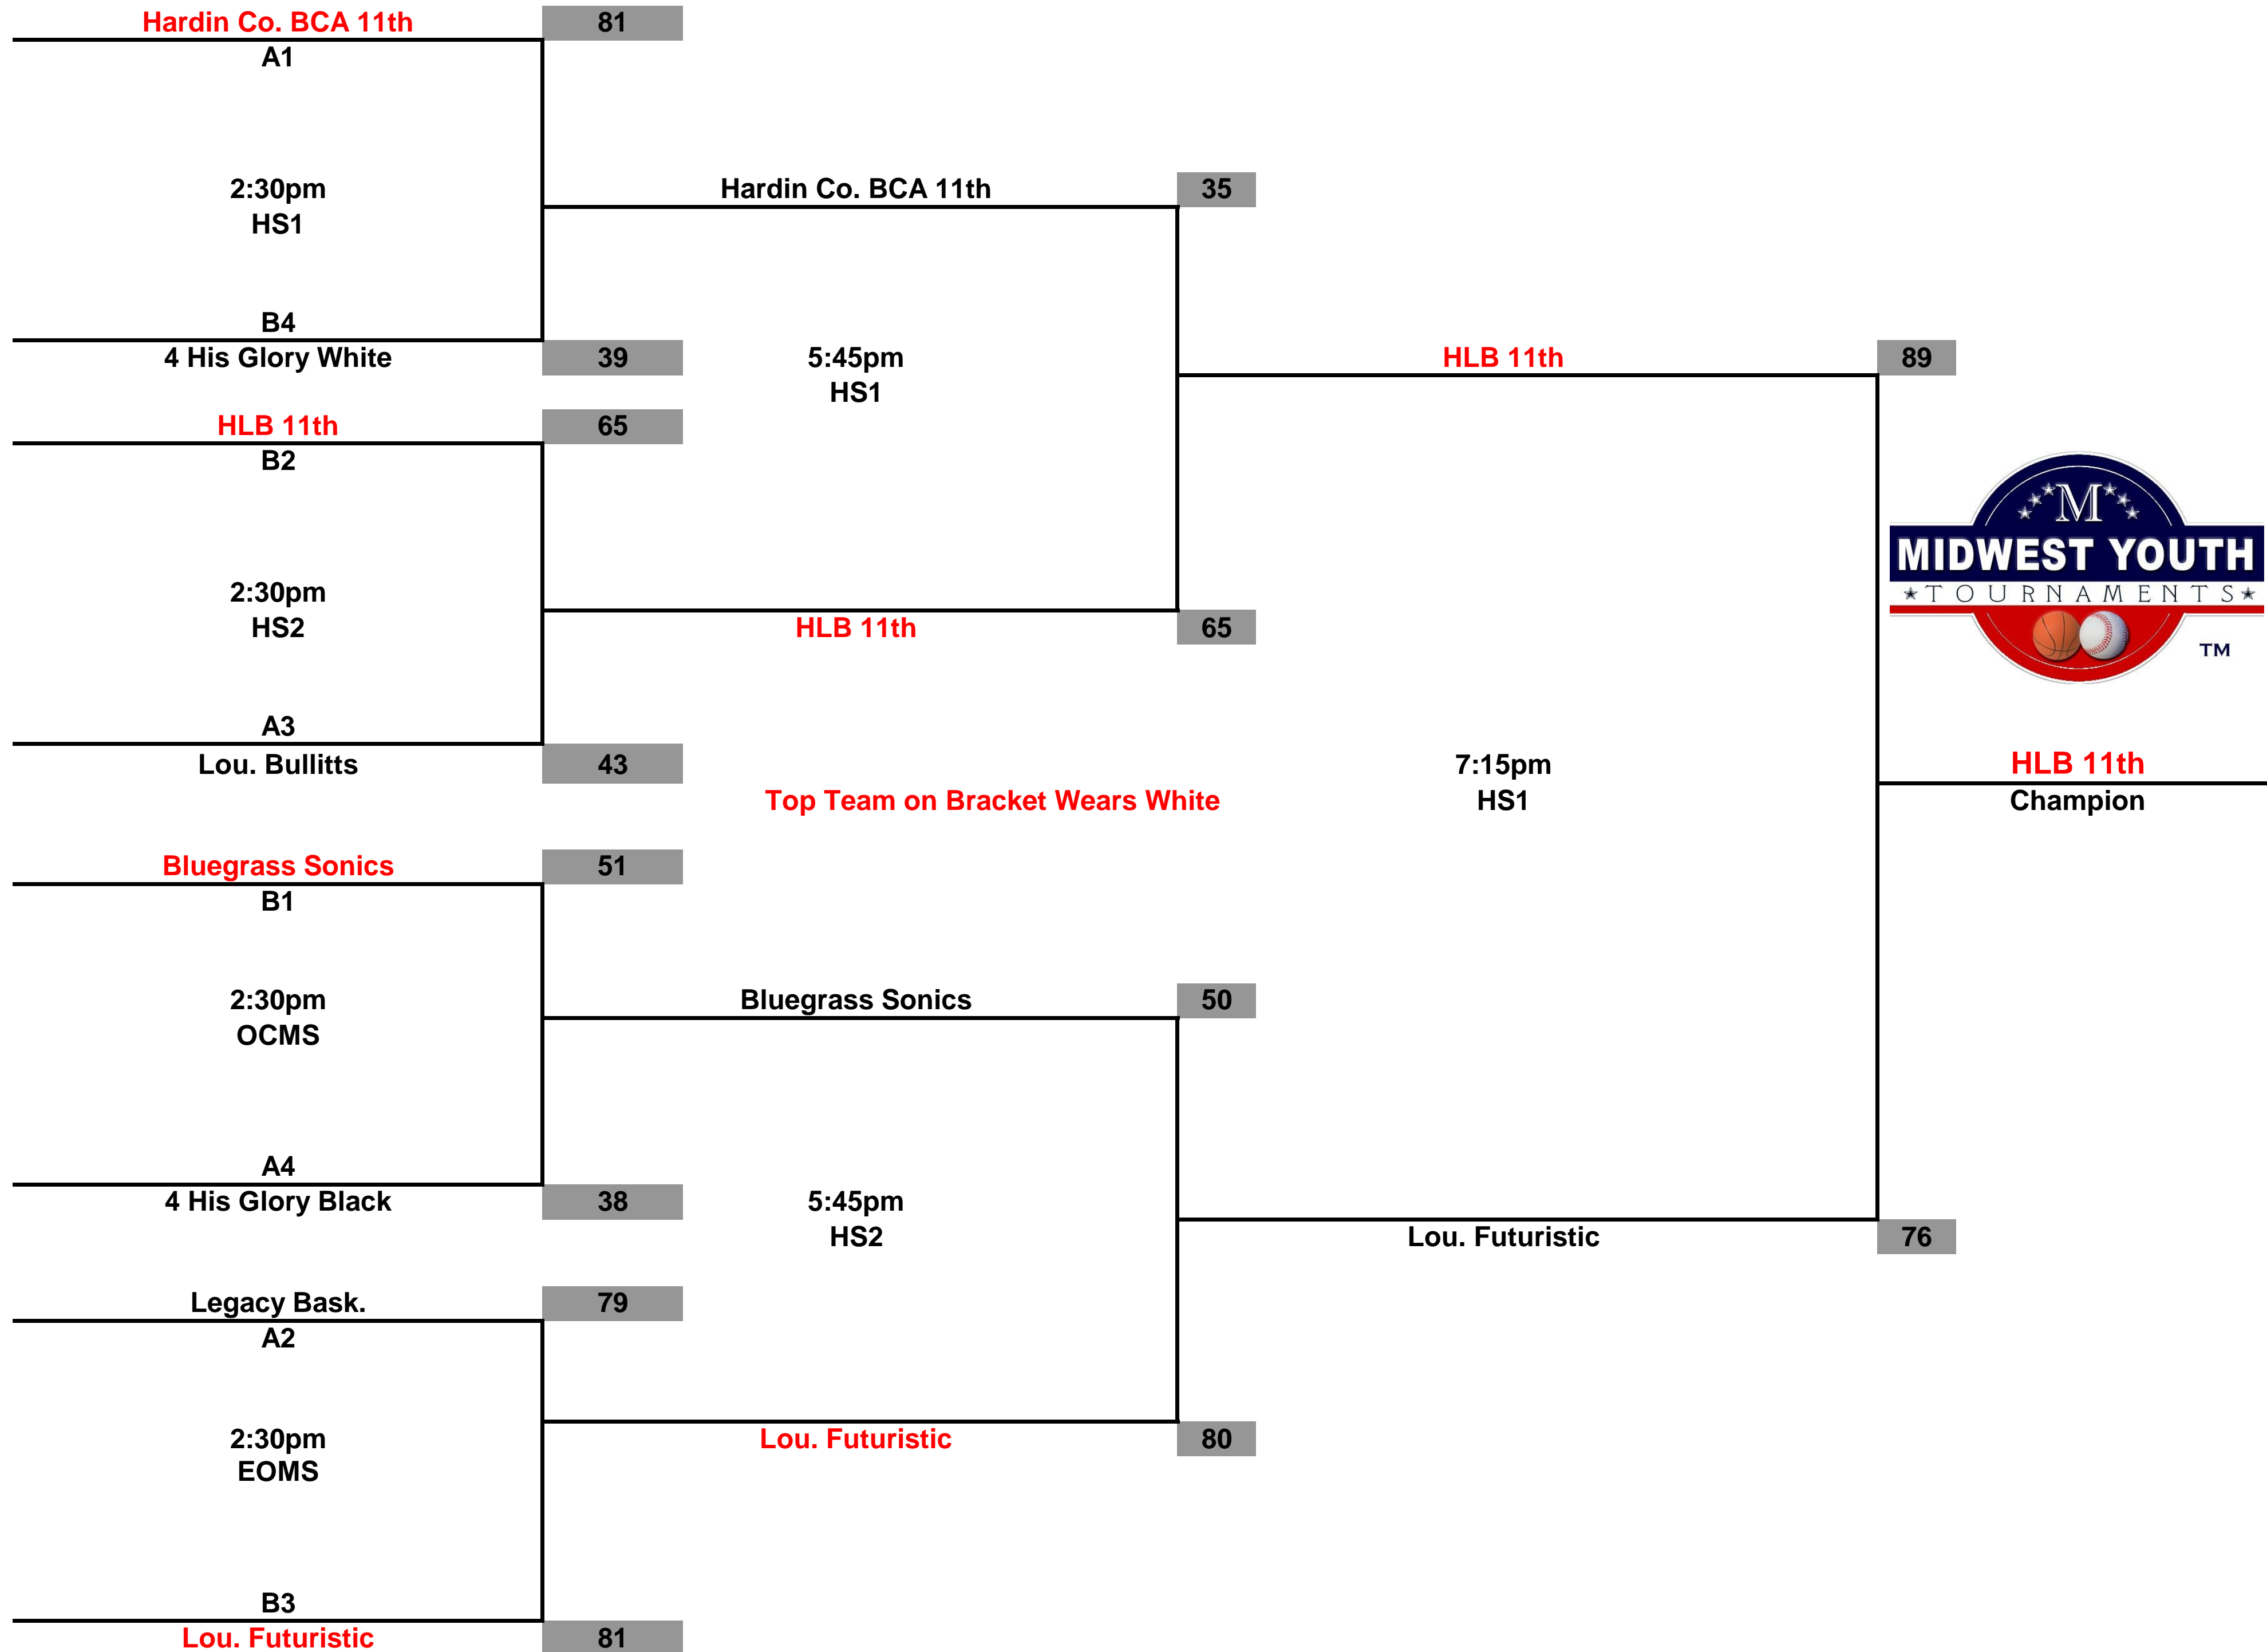 Hardin Co. BCA 11th 81
A1
2:30pm
HS1
B4
4 His Glory White 39
HLB 11th 65
B2
2:30pm
HS2
A3
Lou. Bullitts 43
Bluegrass Sonics 51
B1
2:30pm
OCMS
A4
4 His Glory Black 38
Legacy Bask. 79
A2
2:30pm
EOMS
B3
Lou. Futuristic 81
Hardin Co. BCA 11th 35
5:45pm
HS1
HLB 11th 65
Top Team on Bracket Wears White
Bluegrass Sonics 50
5:45pm
HS2
Lou. Futuristic 80
HLB 11th 89
7:15pm
HS1
Lou. Futuristic 76
M
MIDWEST YOUTH
TOURNAMENTS
TM
HLB 11th
Champion